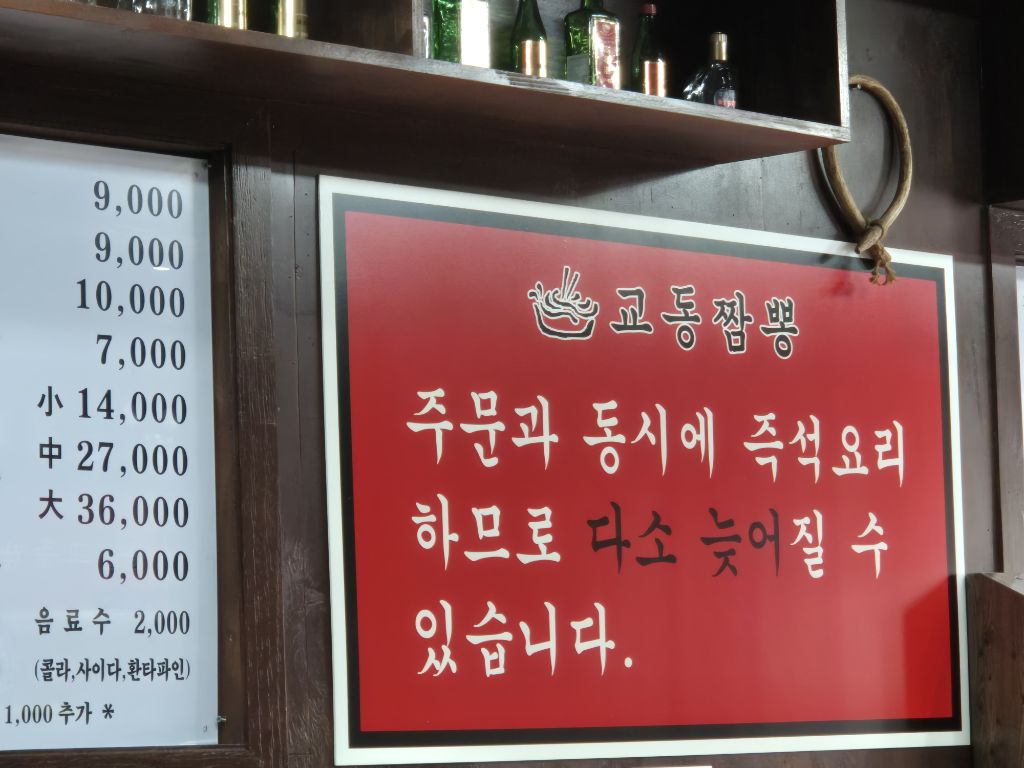 9,000
9,000
10,000
7,000
小 14,000
中 27,000
大 36,000
6,000
음료수 2,000
(콜라,사이다,환타파인)
1,000 추가 *
교동짬뽕
주문과 동시에 즉석요리
하므로 다소 늦어질 수
있습니다.